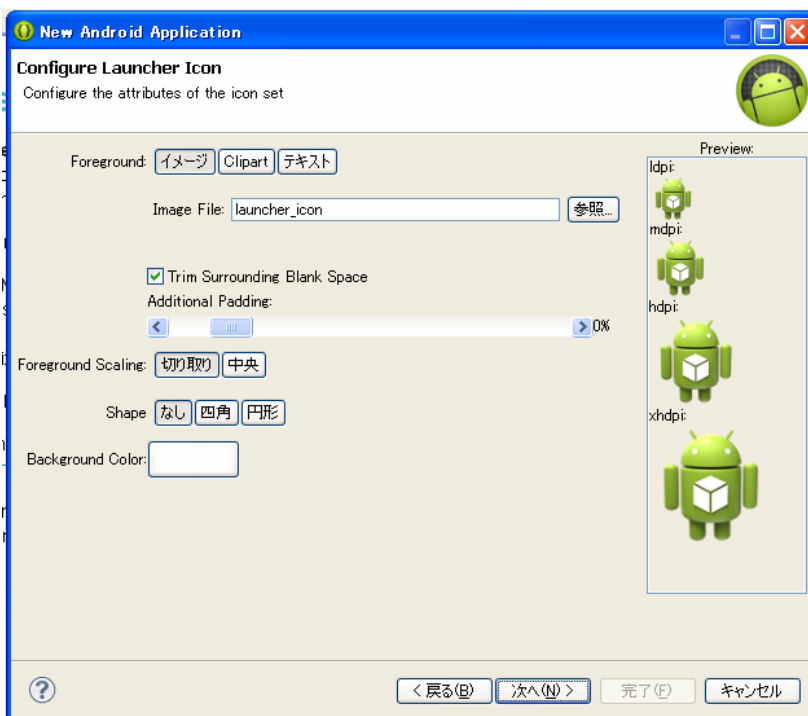 New Android Application
Configure Launcher Icon
Configure the attributes of the icon set
Foreground: イメージ Clipart テキスト
Image File: launcher_icon 参照...
Trim Surrounding Blank Space
Additional Padding:
0%
Foreground Scaling: 切り取り 中央
Shape なし 四角 円形
Background Color:
Preview:
ldpi:
mdpi:
hdpi:
xhdpi:
< 戻る(B) 次へ(N) > 完了(F) キャンセル